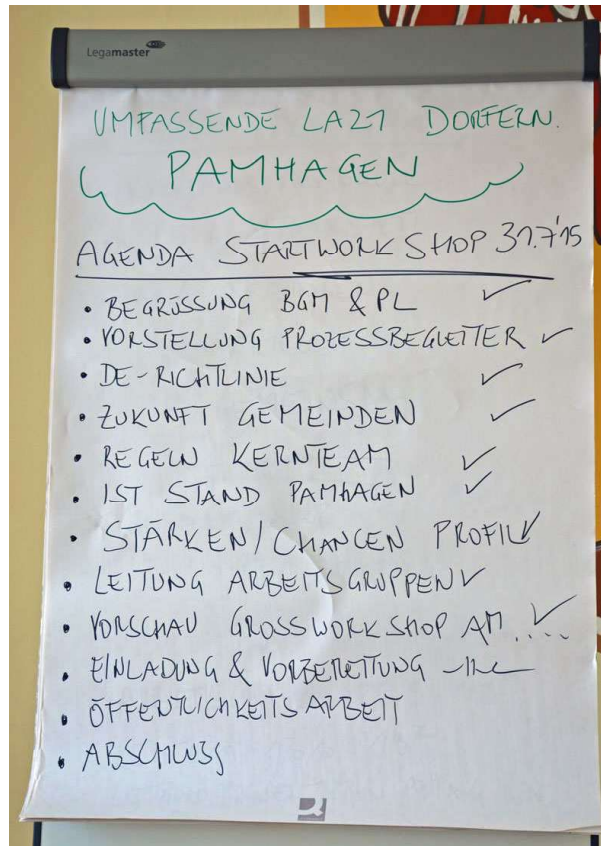 Legamaster
UMFASSENDE LA21 DORFERN.
PAMHAGEN
AGENDA STARTWORKSHOP 31.7'15
• BEGRÜSSUNG BGM & PL ✓
• VORSTELLUNG PROZESSBEGLEITER ✓
• DE-RICHTLINIE ✓
• ZUKUNFT GEMEINDEN ✓
• REGELN KERNTEAM ✓
• IST STAND PAMHAGEN ✓
• STÄRKEN/CHANCEN PROFIL ✓
• LEITUNG ARBEITSGRUPPEN ✓
• VORSCHAU GROSSWORKSHOP AM .... ✓
• EINLADUNG & VORBEREITUNG
• ÖFFENTLICHKEITSARBEIT
• ABSCHLUSS